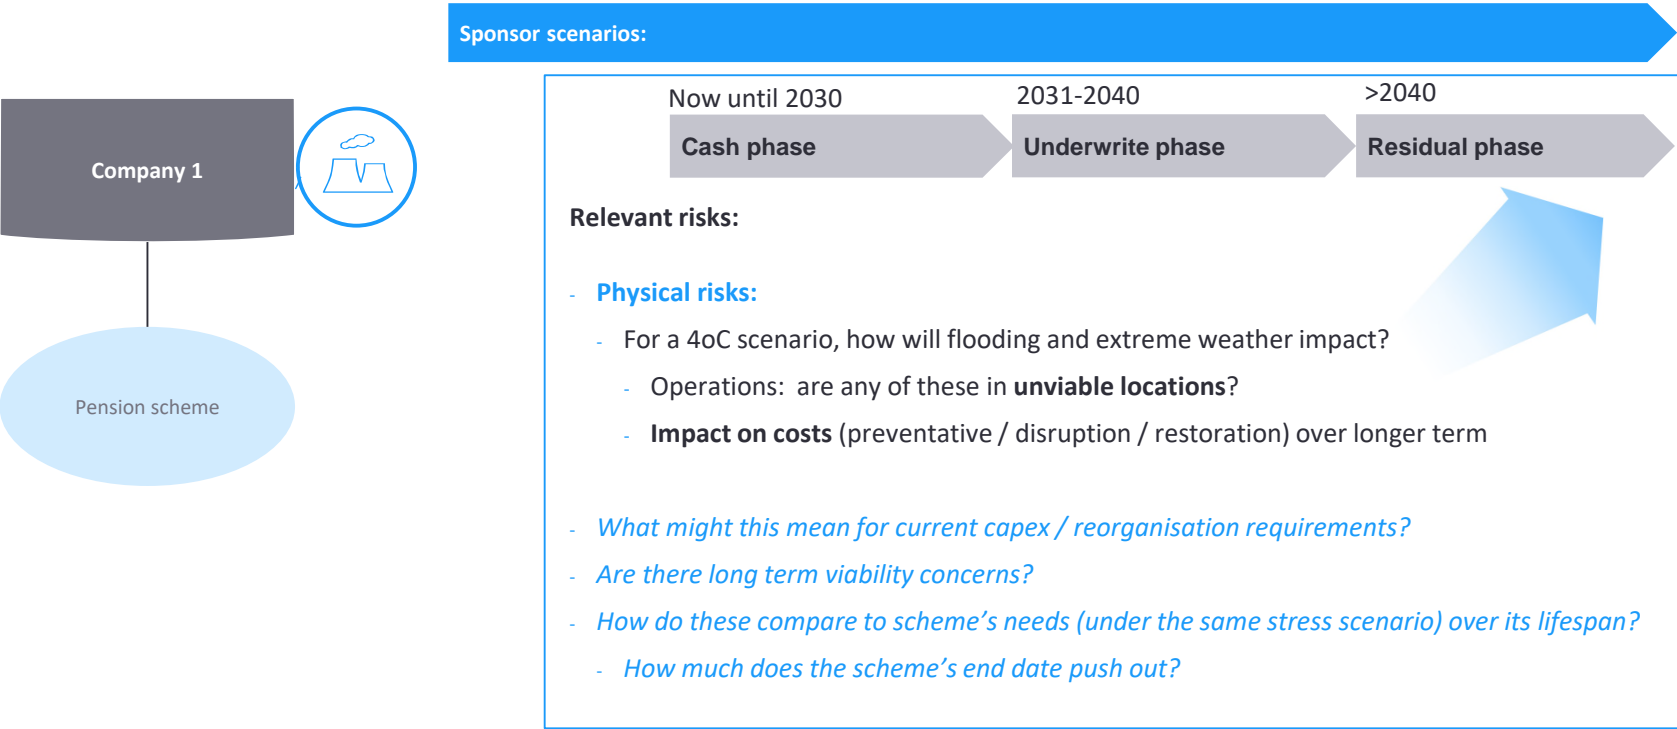 Sponsor scenarios:
Company 1
Pension scheme
Now until 2030
2031-2040
>2040
Cash phase
Underwrite phase
Residual phase
Relevant risks:
- Physical risks:
- For a 4oC scenario, how will flooding and extreme weather impact?
- Operations: are any of these in unviable locations?
- Impact on costs (preventative / disruption / restoration) over longer term
- What might this mean for current capex / reorganisation requirements?
- Are there long term viability concerns?
- How do these compare to scheme’s needs (under the same stress scenario) over its lifespan?
- How much does the scheme’s end date push out?